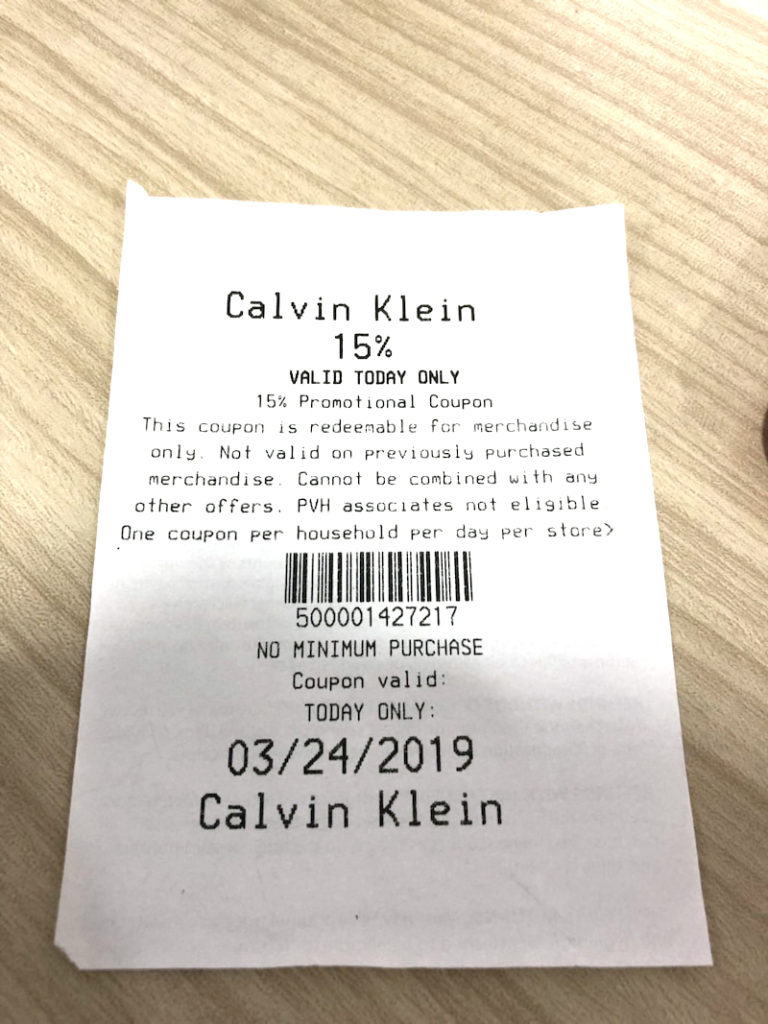 Calvin Klein
15%
VALID TODAY ONLY
15% Promotional Coupon
This coupon is redeemable for merchandise
only. Not valid on previously purchased
merchandise. Cannot be combined with any
other offers. PVH associates not eligible
One coupon per household per day per store>
500001427217
NO MINIMUM PURCHASE
Coupon valid:
TODAY ONLY:
03/24/2019
Calvin Klein